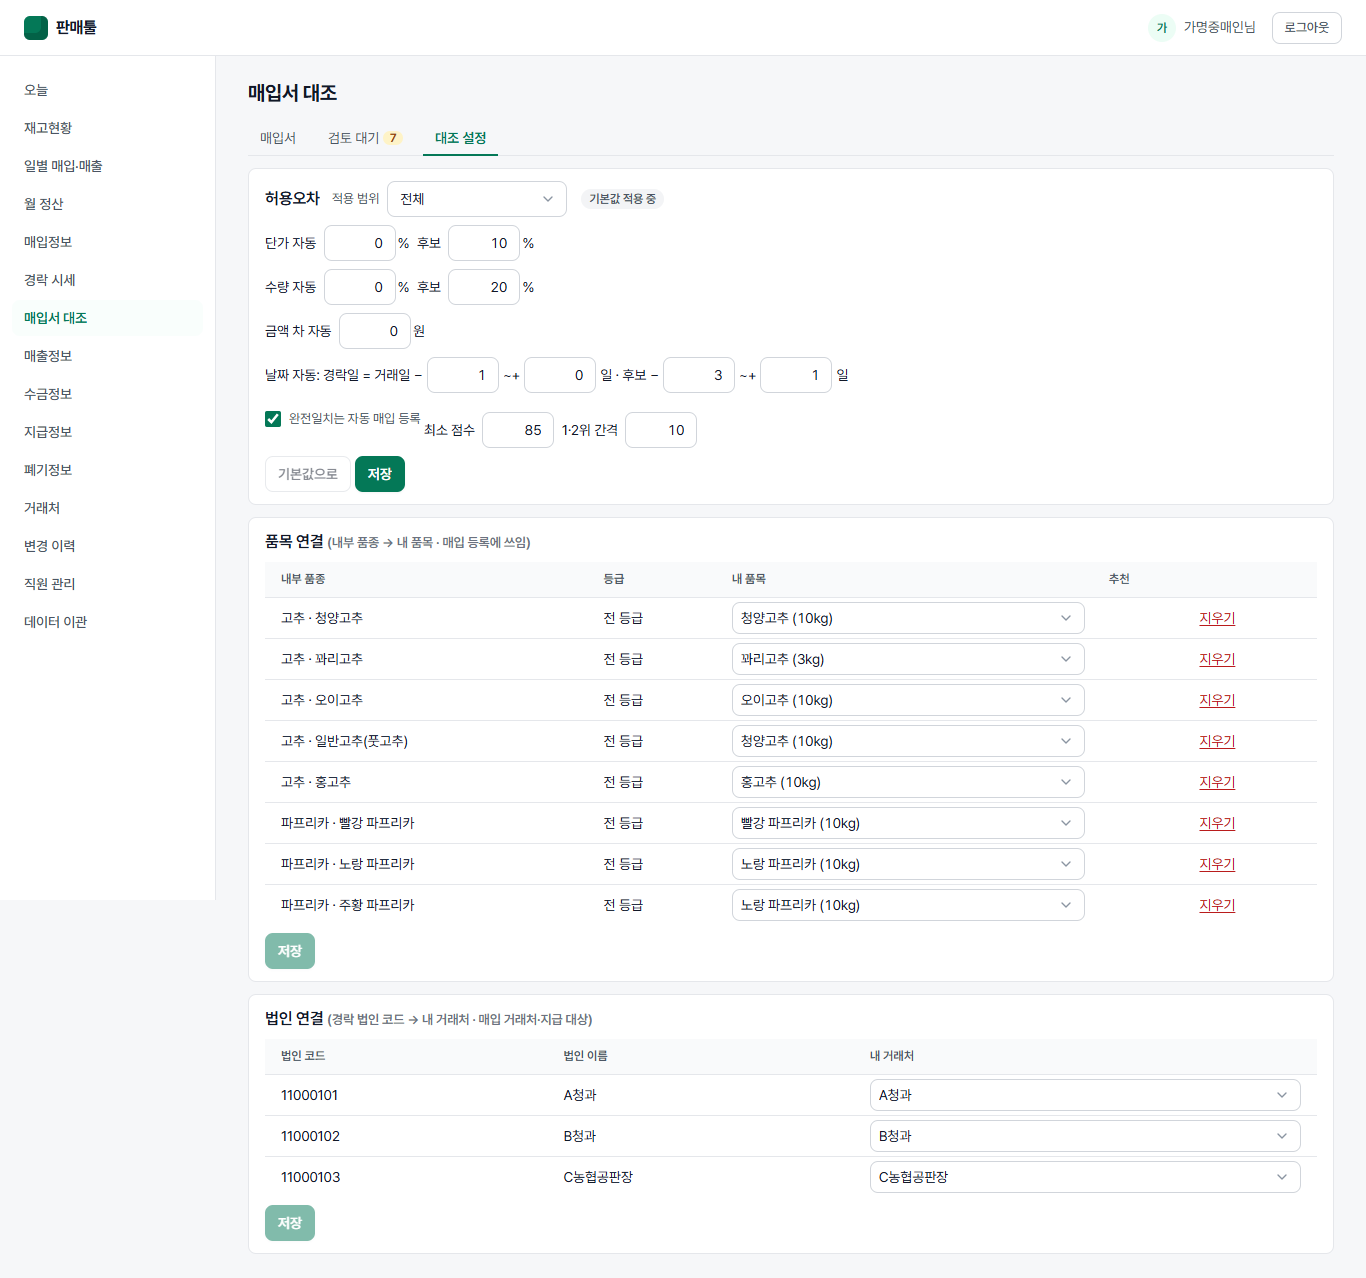 판매툴
가 가명중매인님 로그아웃
오늘
재고현황
일별 매입·매출
월 정산
매입정보
경락 시세
매입서 대조
매출정보
수금정보
지급정보
폐기정보
거래처
변경 이력
직원 관리
데이터 이관
매입서 대조
매입서 검토 대기 7 대조 설정
허용오차 적용 범위 전체 기본값 적용 중
단가 자동 0 % 후보 10 %
수량 자동 0 % 후보 20 %
금액 차 자동 0 원
날짜 자동: 경락일 = 거래일 − 1 ~+ 0 일 · 후보 − 3 ~+ 1 일
완전일치는 자동 매입 등록 최소 점수 85 1·2위 간격 10
기본값으로 저장
품목 연결 (내부 품종 → 내 품목 · 매입 등록에 쓰임)
내부 품종 등급 내 품목 추천
고추 · 청양고추 전 등급 청양고추 (10kg) 지우기
고추 · 꽈리고추 전 등급 꽈리고추 (3kg) 지우기
고추 · 오이고추 전 등급 오이고추 (10kg) 지우기
고추 · 일반고추(풋고추) 전 등급 청양고추 (10kg) 지우기
고추 · 홍고추 전 등급 홍고추 (10kg) 지우기
파프리카 · 빨강 파프리카 전 등급 빨강 파프리카 (10kg) 지우기
파프리카 · 노랑 파프리카 전 등급 노랑 파프리카 (10kg) 지우기
파프리카 · 주황 파프리카 전 등급 노랑 파프리카 (10kg) 지우기
저장
법인 연결 (경락 법인 코드 → 내 거래처 · 매입 거래처·지급 대상)
법인 코드 법인 이름 내 거래처
11000101 A청과 A청과
11000102 B청과 B청과
11000103 C농협공판장 C농협공판장
저장